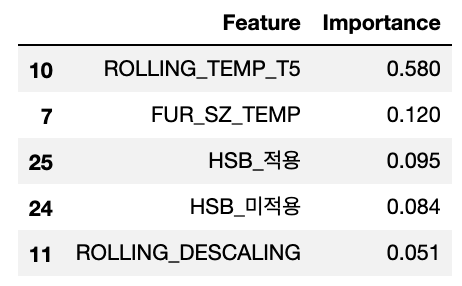 Feature Importance
10 ROLLING_TEMP_T5 0.580
7 FUR_SZ_TEMP 0.120
25 HSB_적용 0.095
24 HSB_미적용 0.084
11 ROLLING_DESCALING 0.051